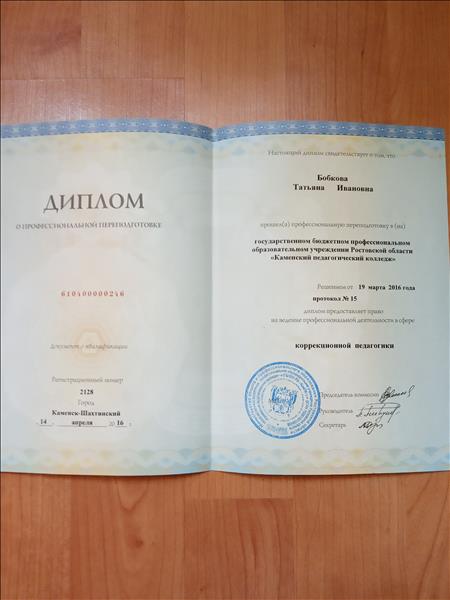 ДИПЛОМ
О ПРОФЕССИОНАЛЬНОЙ ПЕРЕПОДГОТОВКЕ
610400000246
документ о квалификации
Регистрационный номер
2128
Город
Каменск-Шахтинский
14 апреля 2016 г.
Настоящий диплом свидетельствует о том, что
Бобкова
Татьяна Ивановна
прошел(а) профессиональную переподготовку в (на)
государственном бюджетном профессиональном
образовательном учреждении Ростовской области
«Каменский педагогический колледж»
Решением от 19 марта 2016 года
протокол № 15
диплом предоставляет право
на ведение профессиональной деятельности в сфере
коррекционной педагогики
Председатель комиссии
Руководитель
Секретарь